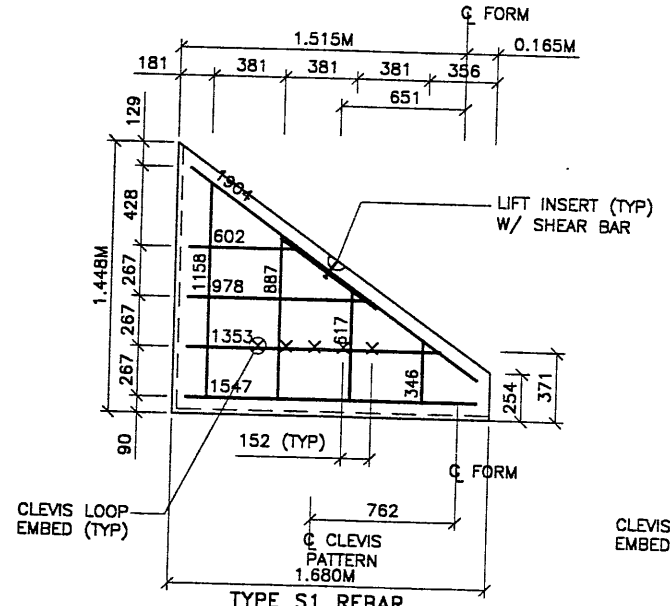 ℄ FORM
1.515M
0.165M
181
381
381
381
356
651
129
428
1.448M
267
267
267
90
1904
LIFT INSERT (TYP)
W/ SHEAR BAR
602
1158
887
978
617
1353
346
1547
254
371
152 (TYP)
℄ FORM
762
CLEVIS LOOP
EMBED (TYP)
℄ CLEVIS
PATTERN
CLEVIS
EMBED
1.680M
TYPE S1 REBAR